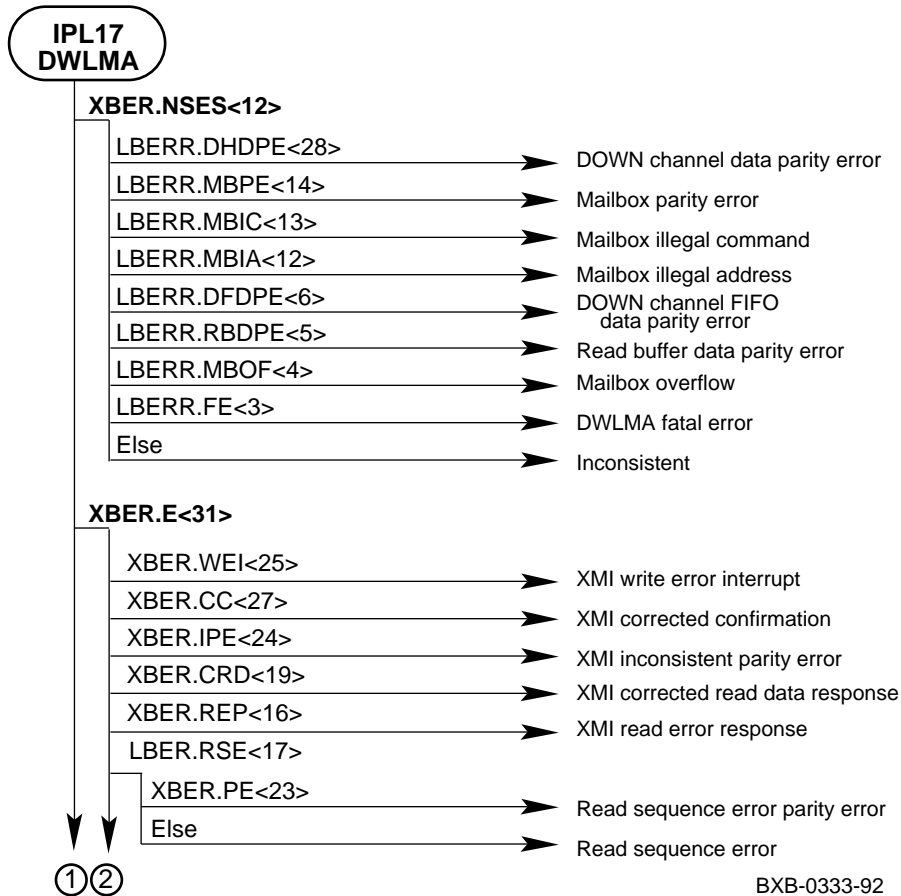 IPL17
DWLMA
XBER.NSES<12>
LBERR.DHDPE<28>
DOWN channel data parity error
LBERR.MBPE<14>
Mailbox parity error
LBERR.MBIC<13>
Mailbox illegal command
LBERR.MBIA<12>
Mailbox illegal address
LBERR.DFDPE<6>
DOWN channel FIFO
data parity error
LBERR.RBDPE<5>
Read buffer data parity error
LBERR.MBOF<4>
Mailbox overflow
LBERR.FE<3>
DWLMA fatal error
Else
Inconsistent
XBER.E<31>
XBER.WEI<25>
XMI write error interrupt
XBER.CC<27>
XMI corrected confirmation
XBER.IPE<24>
XMI inconsistent parity error
XBER.CRD<19>
XMI corrected read data response
XBER.REP<16>
XMI read error response
LBER.RSE<17>
XBER.PE<23>
Read sequence error parity error
Else
Read sequence error
1 2
BXB-0333-92